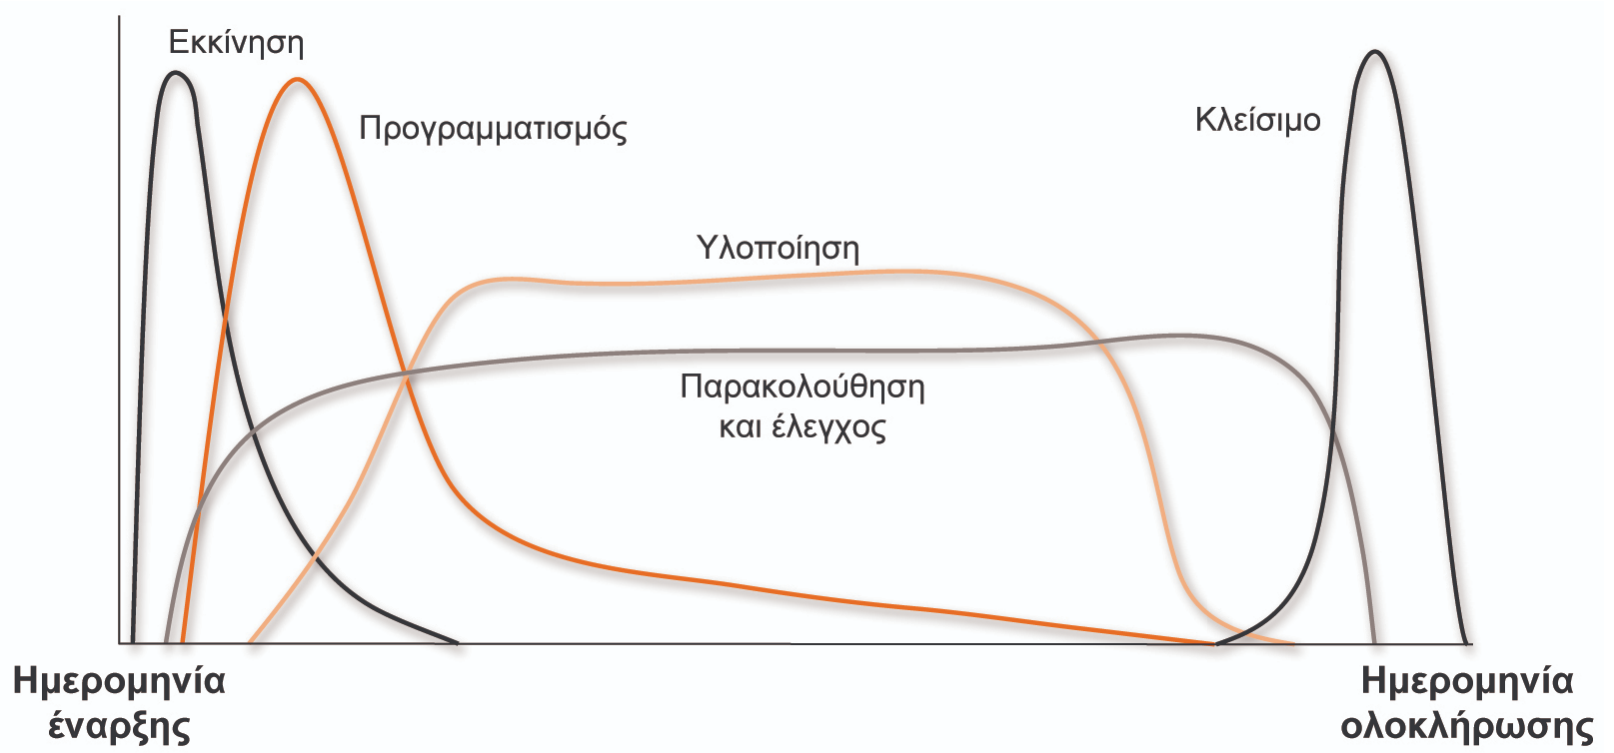 Εκκίνηση
Προγραμματισμός
Κλείσιμο
Υλοποίηση
Παρακολούθηση
και έλεγχος
Ημερομηνία
έναρξης
Ημερομηνία
ολοκλήρωσης